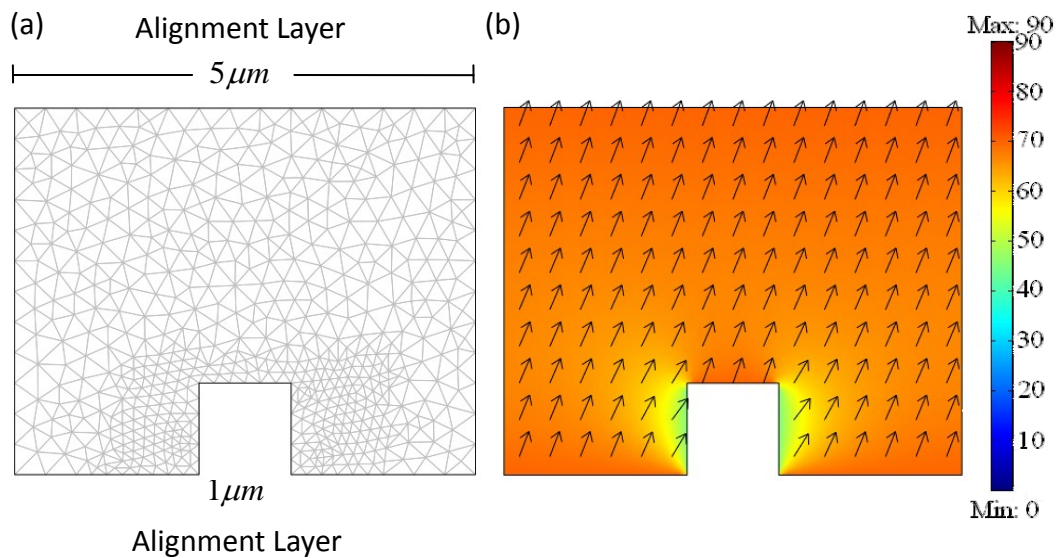 (a)
Alignment Layer
5μm
1μm
Alignment Layer
(b)
Max: 90
90
80
70
60
50
40
30
20
10
Min: 0